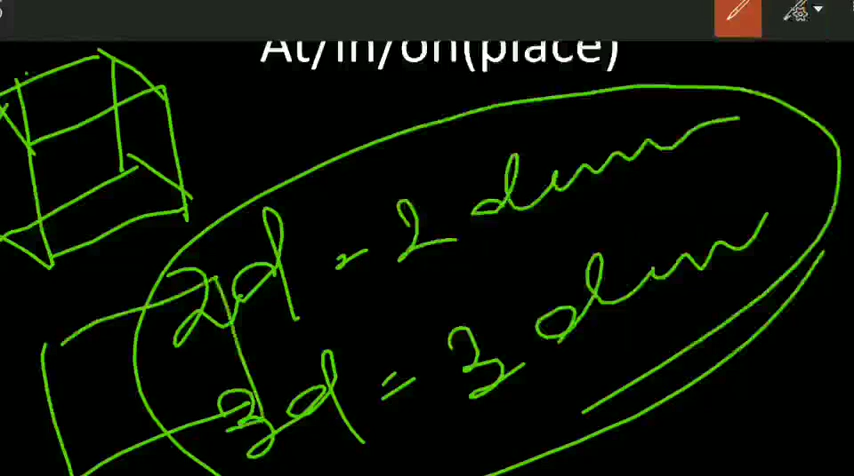 At/in/on(place)
2d = 2 dim
3d = 3 dim